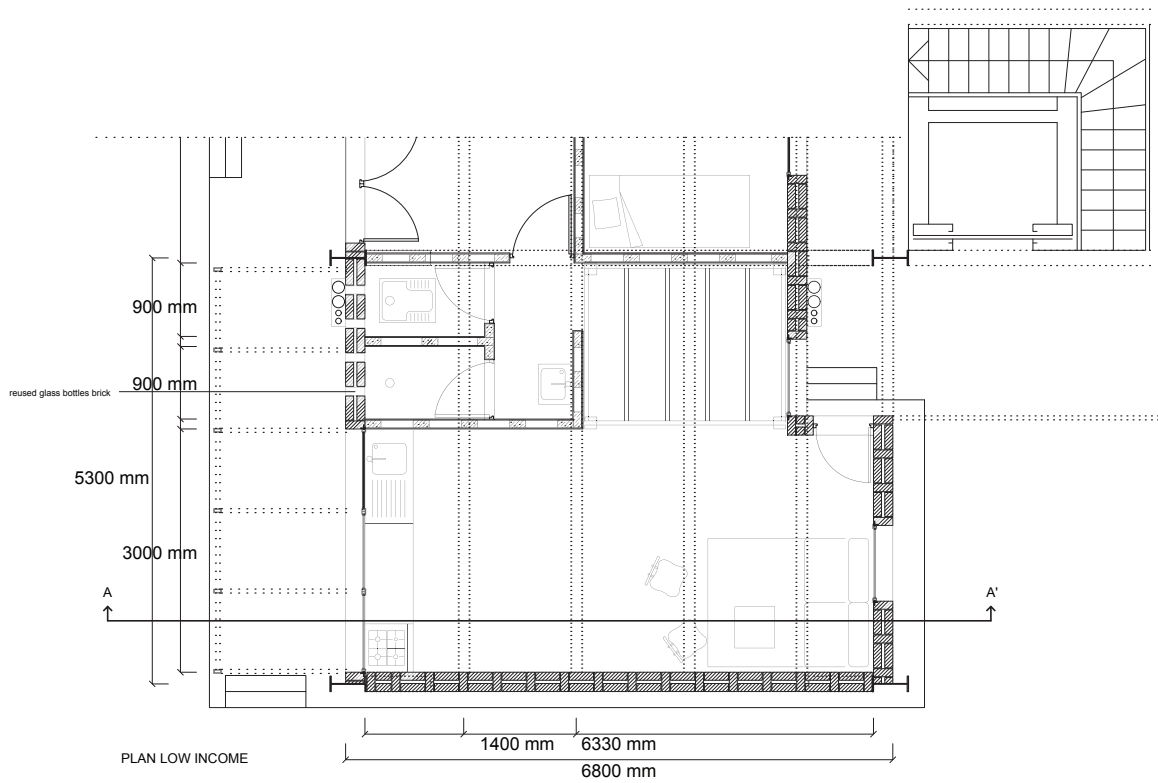 900 mm
reused glass bottles brick
900 mm
5300 mm
3000 mm
A
A'
1400 mm
6330 mm
PLAN LOW INCOME
6800 mm